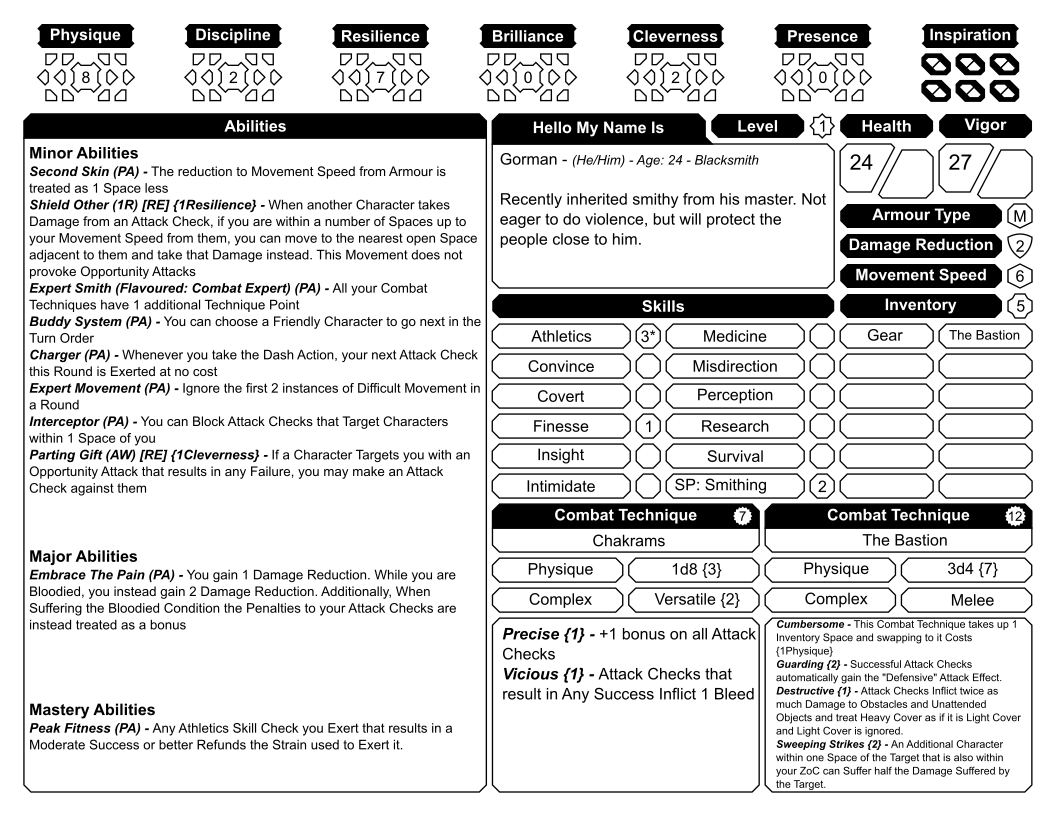 Physique Discipline Resilience Brilliance Cleverness Presence Inspiration
8 2 7 0 2 0
Abilities
Minor Abilities
Second Skin (PA) - The reduction to Movement Speed from Armour is
treated as 1 Space less
Shield Other (1R) [RE] {1Resilience} - When another Character takes
Damage from an Attack Check, if you are within a number of Spaces up to
your Movement Speed from them, you can move to the nearest open Space
adjacent to them and take that Damage instead. This Movement does not
provoke Opportunity Attacks
Expert Smith (Flavoured: Combat Expert) (PA) - All your Combat
Techniques have 1 additional Technique Point
Buddy System (PA) - You can choose a Friendly Character to go next in the
Turn Order
Charger (PA) - Whenever you take the Dash Action, your next Attack Check
this Round is Exerted at no cost
Expert Movement (PA) - Ignore the first 2 instances of Difficult Movement in
a Round
Interceptor (PA) - You can Block Attack Checks that Target Characters
within 1 Space of you
Parting Gift (AW) [RE] {1Cleverness} - If a Character Targets you with an
Opportunity Attack that results in any Failure, you may make an Attack
Check against them
Major Abilities
Embrace The Pain (PA) - You gain 1 Damage Reduction. While you are
Bloodied, you instead gain 2 Damage Reduction. Additionally, When
Suffering the Bloodied Condition the Penalties to your Attack Checks are
instead treated as a bonus
Mastery Abilities
Peak Fitness (PA) - Any Athletics Skill Check you Exert that results in a
Moderate Success or better Refunds the Strain used to Exert it.
Hello My Name Is
Level 1
Gorman - (He/Him) - Age: 24 - Blacksmith
Recently inherited smithy from his master. Not
eager to do violence, but will protect the
people close to him.
Health Vigor
24 27
Armour Type M
Damage Reduction 2
Movement Speed 6
Inventory 5
Gear The Bastion
Skills
Athletics 3* Medicine
Convince Misdirection
Covert Perception
Finesse 1 Research
Insight Survival
Intimidate SP: Smithing 2
Combat Technique 7
Chakrams
Physique 1d8 {3}
Complex Versatile {2}
Precise {1} - +1 bonus on all Attack
Checks
Vicious {1} - Attack Checks that
result in Any Success Inflict 1 Bleed
Combat Technique 12
The Bastion
Physique 3d4 {7}
Complex Melee
Cumbersome - This Combat Technique takes up 1
Inventory Space and swapping to it Costs
{1Physique}
Guarding {2} - Successful Attack Checks
automatically gain the "Defensive" Attack Effect.
Destructive {1} - Attack Checks Inflict twice as
much Damage to Obstacles and Unattended
Objects and treat Heavy Cover as if it is Light Cover
and Light Cover is ignored.
Sweeping Strikes {2} - An Additional Character
within one Space of the Target that is also within
your ZoC can Suffer half the Damage Suffered by
the Target.